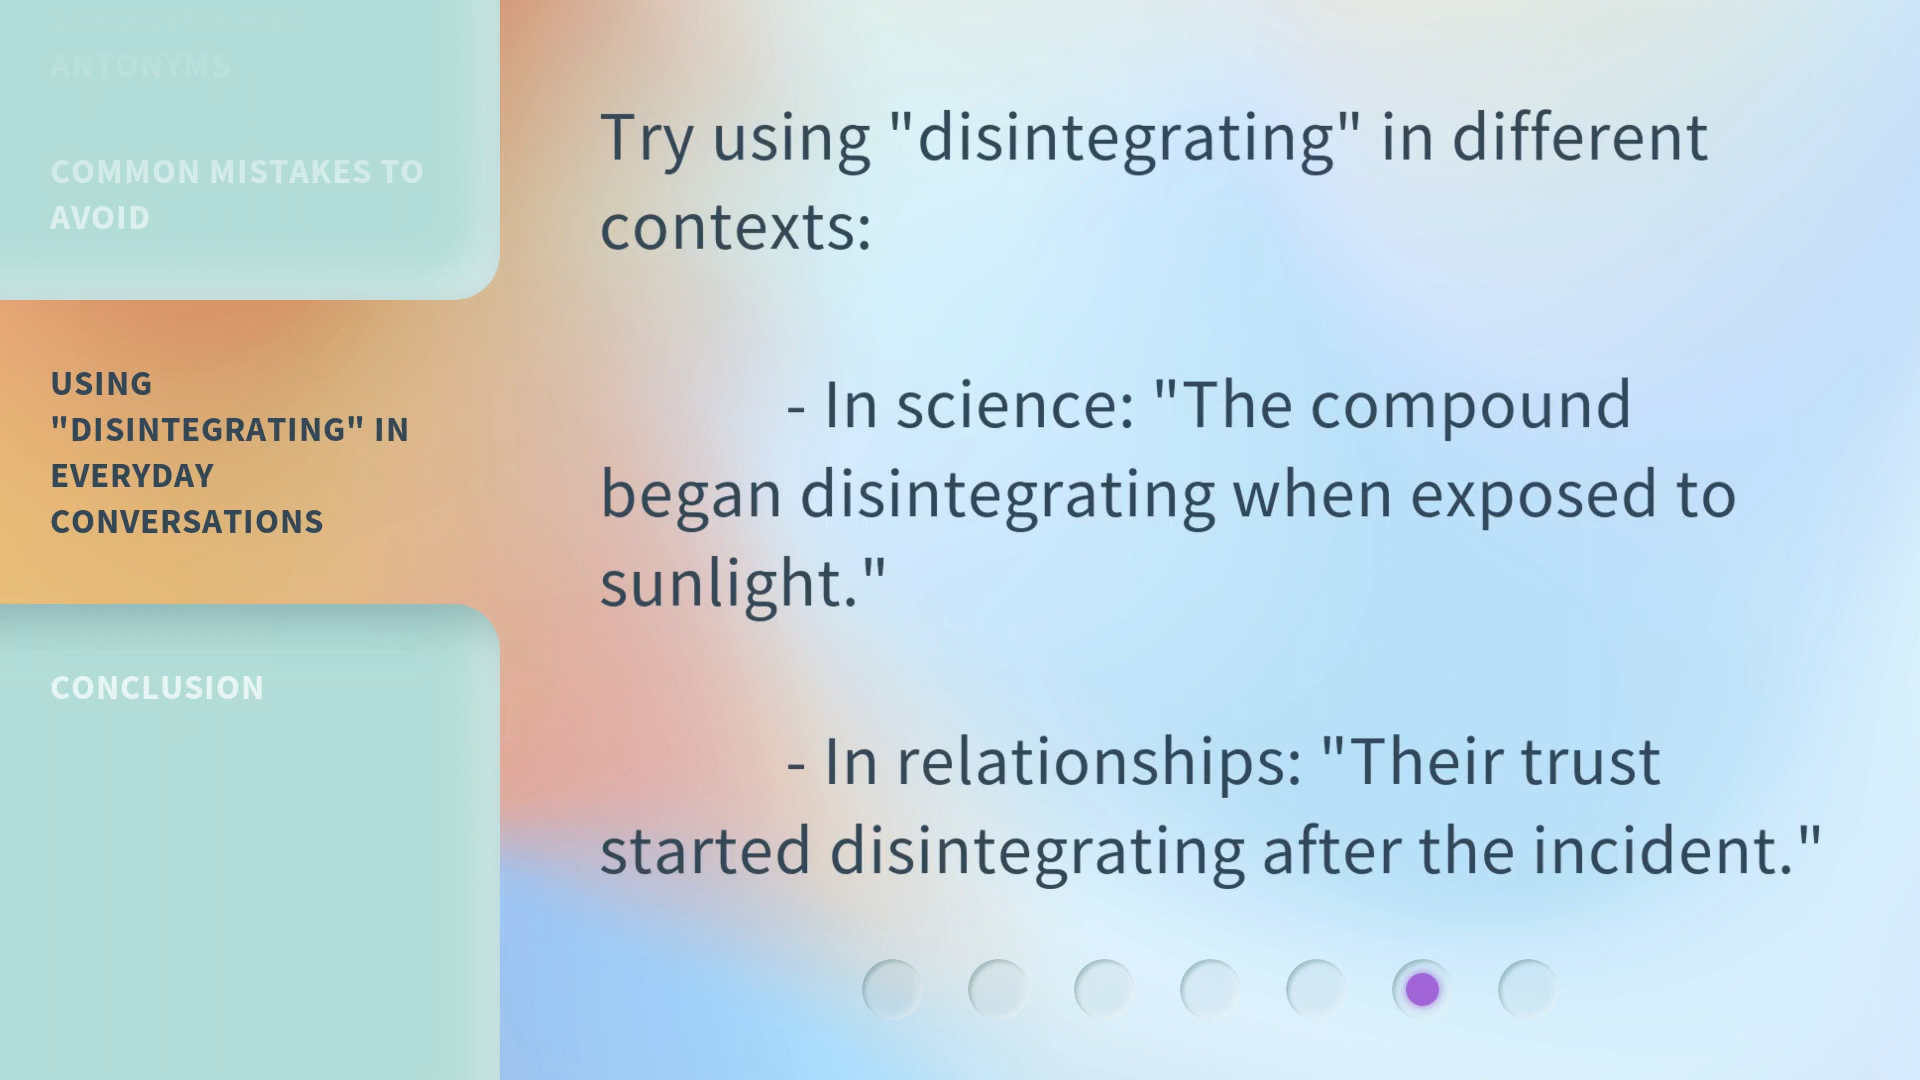 ANTONYMS
COMMON MISTAKES TO
AVOID
USING
"DISINTEGRATING" IN
EVERYDAY
CONVERSATIONS
CONCLUSION
Try using "disintegrating" in different
contexts:
- In science: "The compound
began disintegrating when exposed to
sunlight."
- In relationships: "Their trust
started disintegrating after the incident."